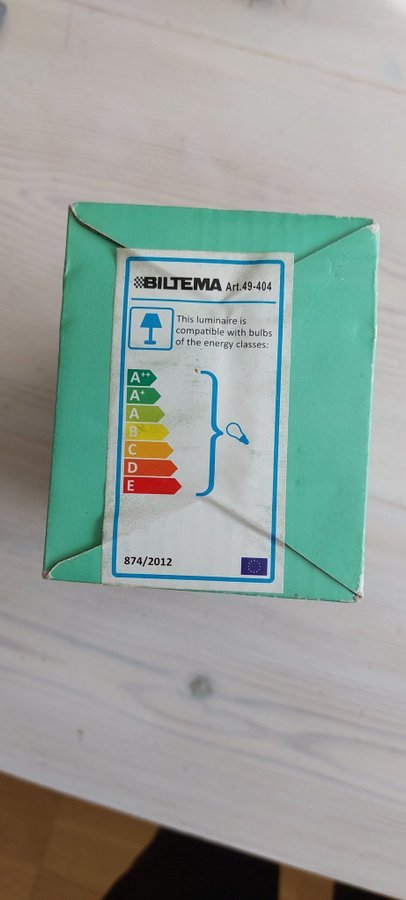 BILTEMA Art.49-404
This luminaire is
compatible with bulbs
of the energy classes:
A++
A+
A
B
C
D
E
874/2012